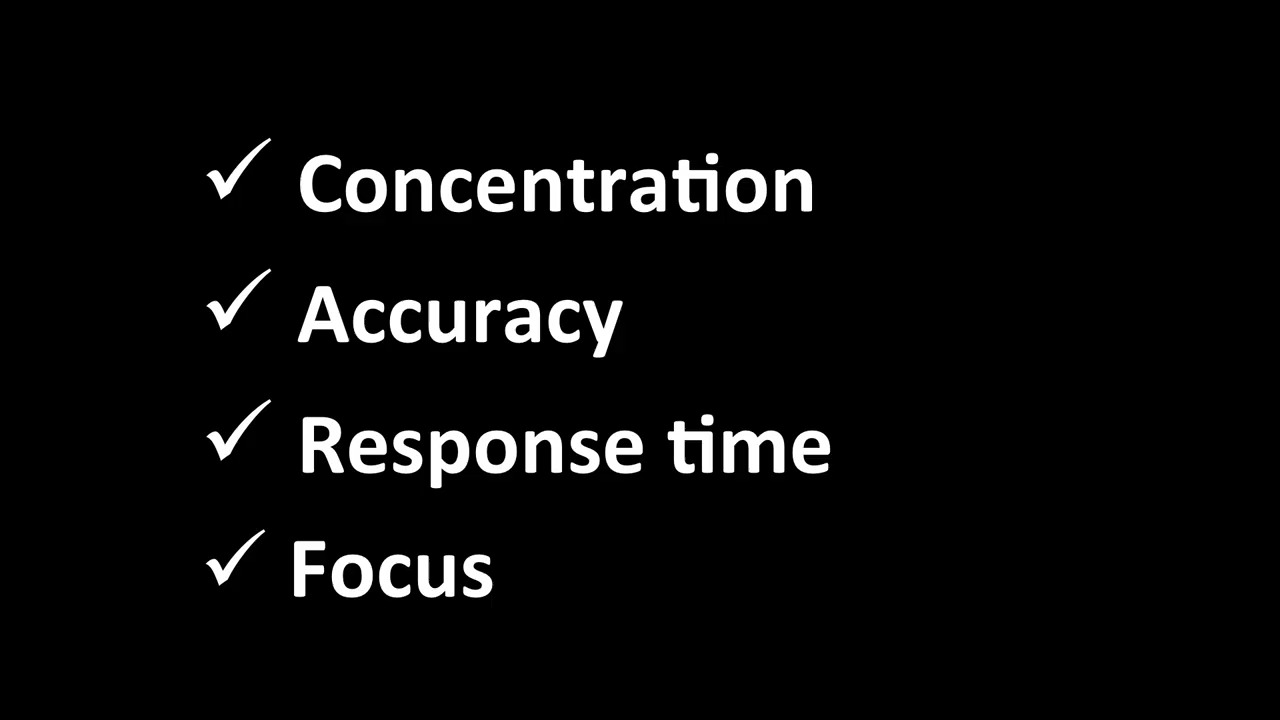 ✓ Concentration
✓ Accuracy
✓ Response time
✓ Focus